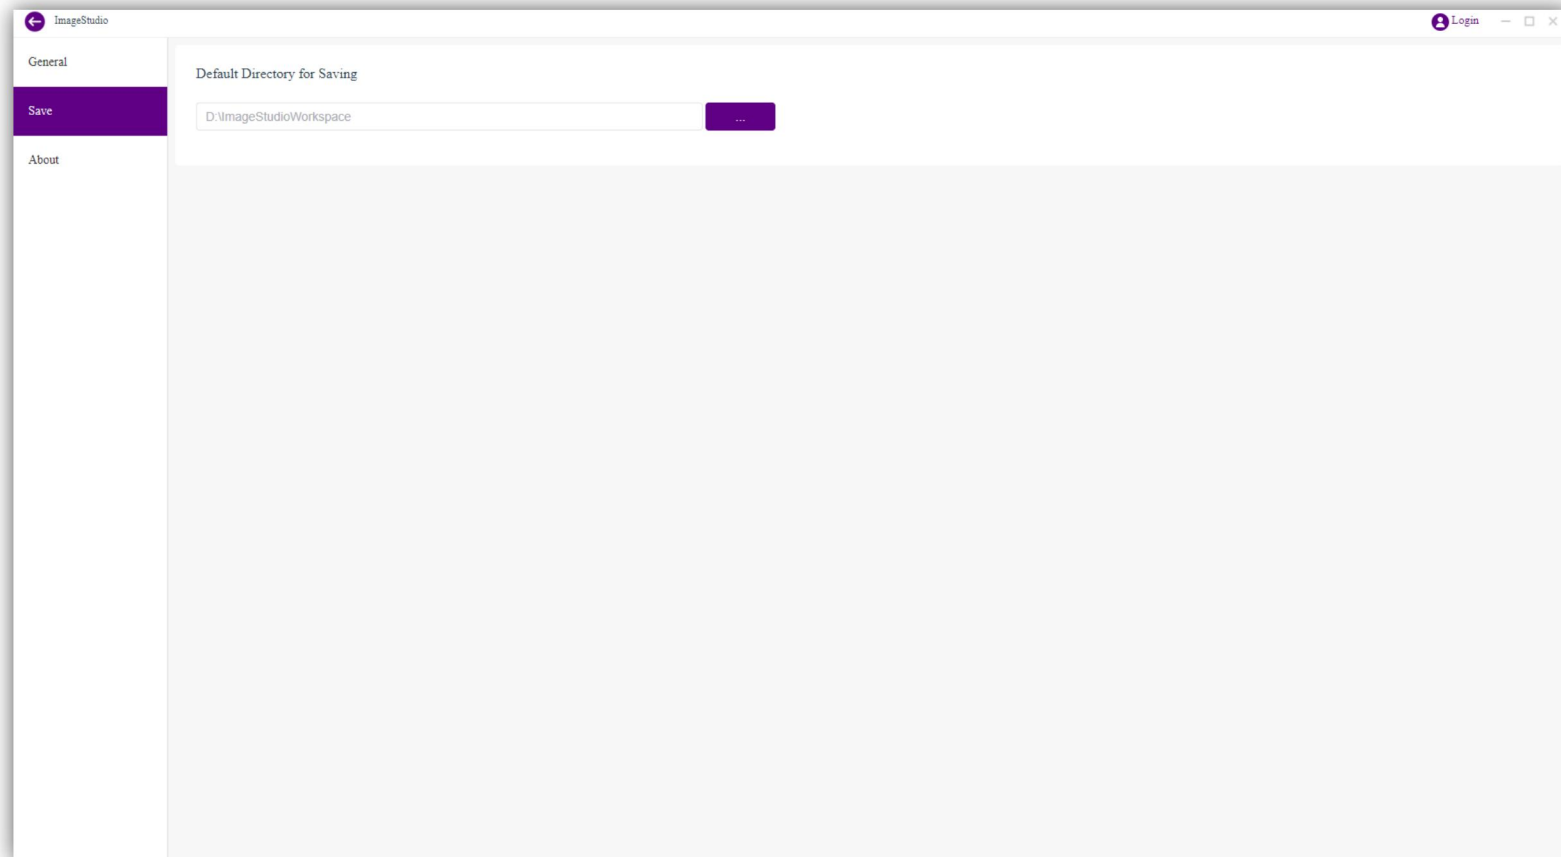 ImageStudio
Login
General
Save
About
Default Directory for Saving
D:\ImageStudioWorkspace
...